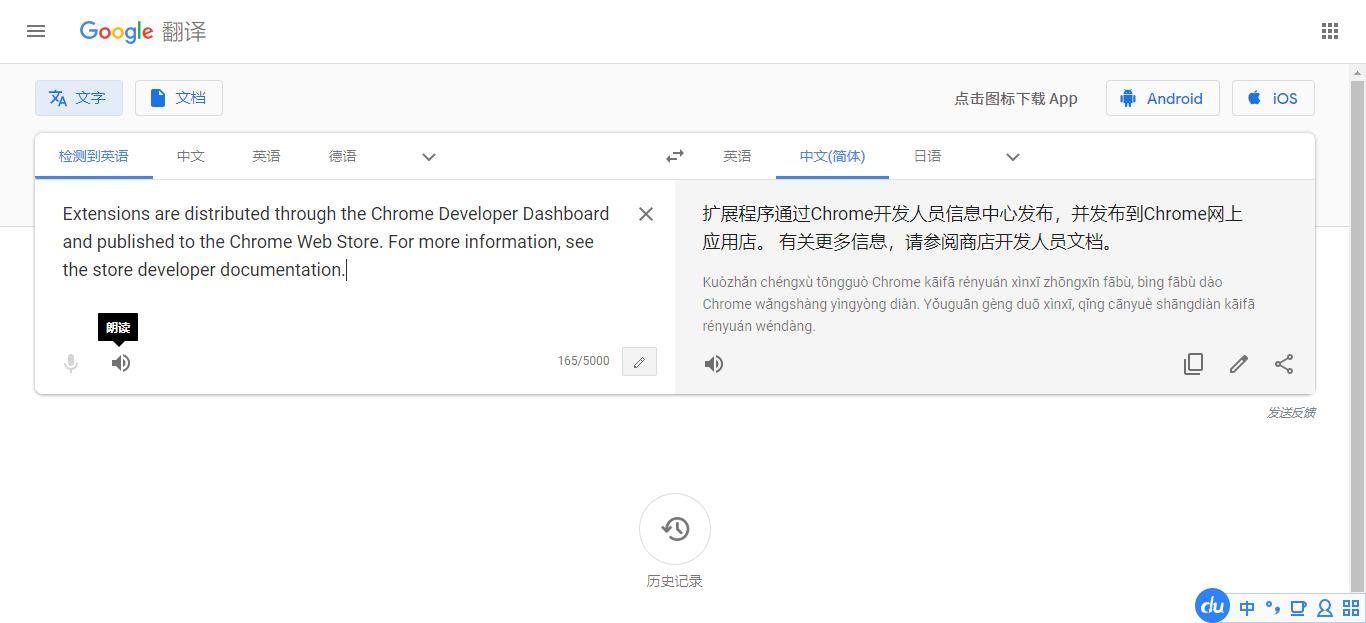 Google 翻译
文字
文档
点击图标下载 App
Android
iOS
检测到英语
中文
英语
德语
英语
中文(简体)
日语
Extensions are distributed through the Chrome Developer Dashboard
and published to the Chrome Web Store. For more information, see
the store developer documentation.
扩展程序通过Chrome开发人员信息中心发布，并发布到Chrome网上
应用店。 有关更多信息，请参阅商店开发人员文档。
Kuòzhǎn chéngxù tōngguò Chrome kāifā rényuán xìnxī zhōngxīn fābù, bìng fābù dào
Chrome wǎngshàng yìngyòng diàn. Yǒuguān gèng duō xìnxī, qǐng cānyuè shāngdiàn kāifā
rényuán wéndàng.
朗读
165/5000
发送反馈
历史记录
du 中 °，